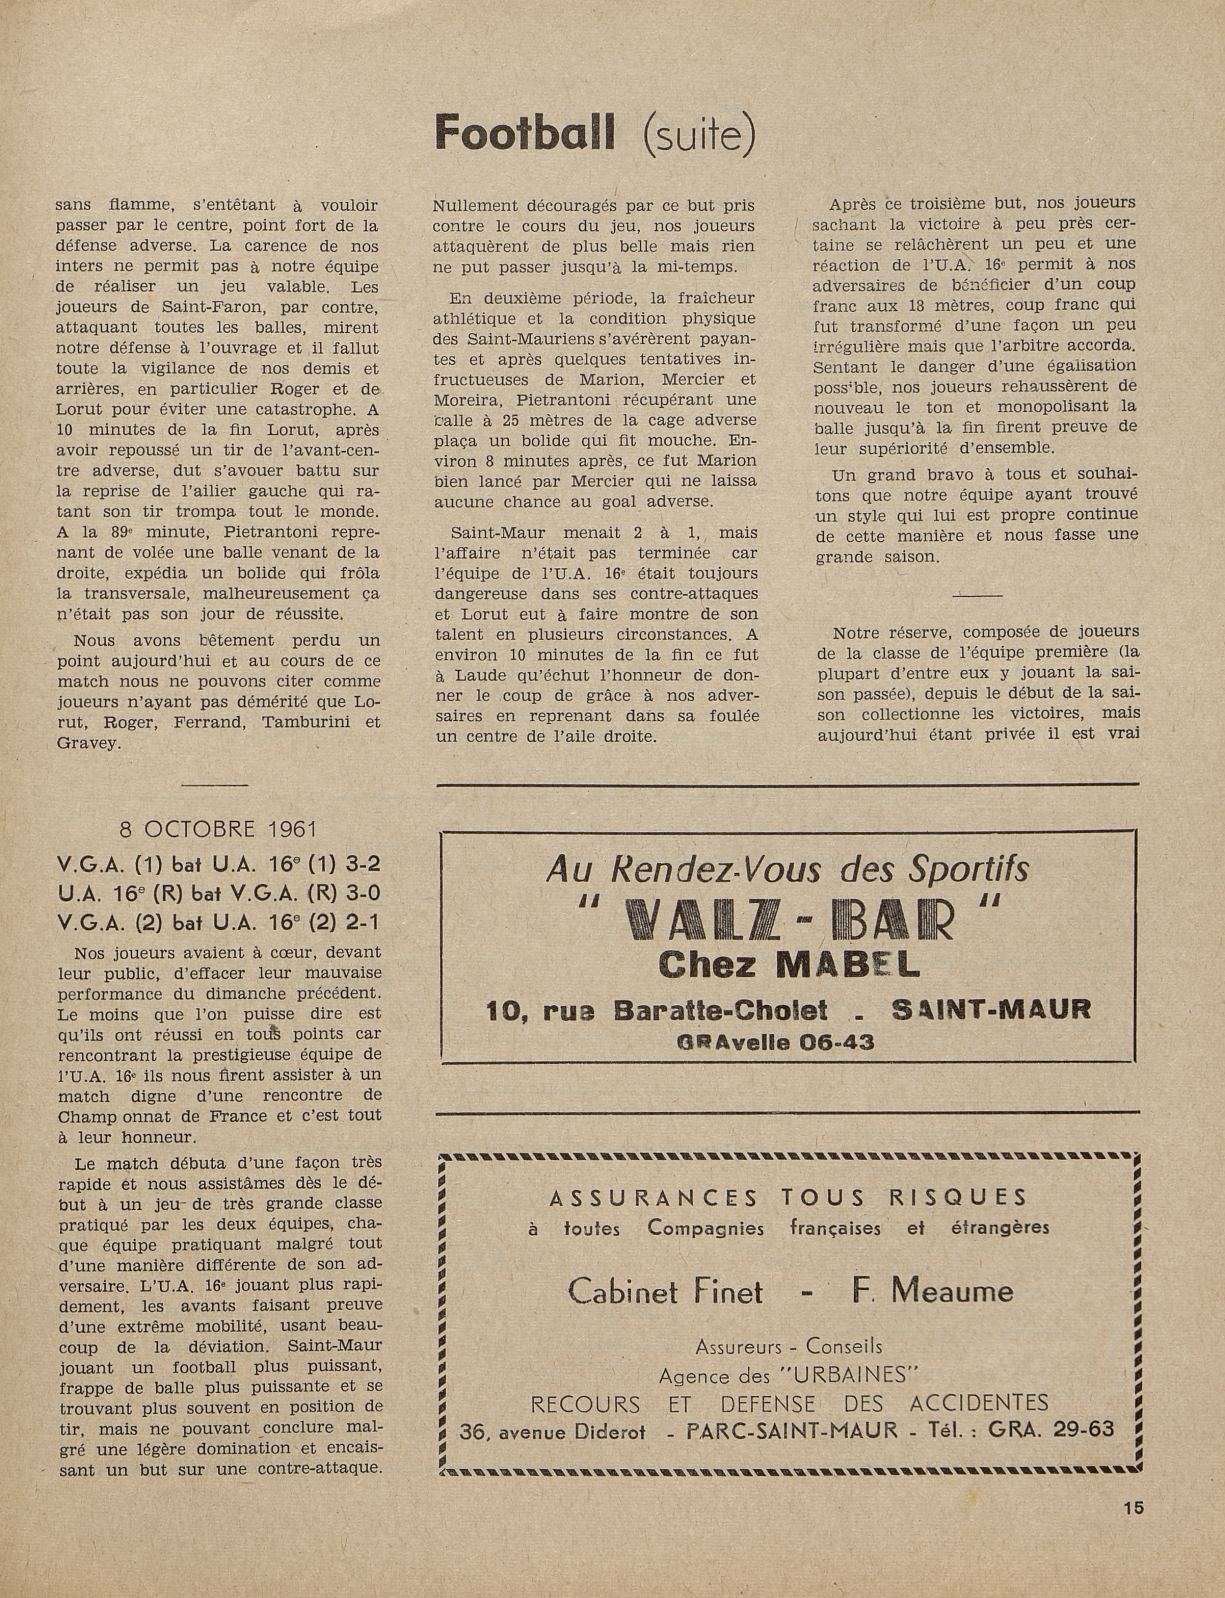 Football (suite)
sans flamme, s'entêtant à vouloir
passer par le centre, point fort de la
défense adverse. La carence de nos
inters ne permit pas à notre équipe
de réaliser un jeu valable. Les
joueurs de Saint-Faron, par contre,
attaquant toutes les balles, mirent
notre défense à l'ouvrage et il fallut
toute la vigilance de nos demis et
arrières, en particulier Roger et de
Lorut pour éviter une catastrophe. A
10 minutes de la fin Lorut, après
avoir repoussé un tir de l'avant-cen-
tre adverse, dut s'avouer battu sur
la reprise de l'ailier gauche qui ra-
tant son tir trompa tout le monde.
A la 89e minute, Pietrantoni repre-
nant de volée une balle venant de la
droite, expédia un bolide qui frôla
la transversale, malheureusement ça
n'était pas son jour de réussite.
Nous avons bêtement perdu un
point aujourd'hui et au cours de ce
match nous ne pouvons citer comme
joueurs n'ayant pas démérité que Lo-
rut, Roger, Ferrand, Tamburini et
Gravey.
8 OCTOBRE 1961
V.G.A. (1) bat U.A. 16e (1) 3-2
U.A. 16e (R) bat V.G.A. (R) 3-0
V.G.A. (2) bat U.A. 16e (2) 2-1
Nos joueurs avaient à cœur, devant
leur public, d'effacer leur mauvaise
performance du dimanche précédent.
Le moins que l'on puisse dire est
qu'ils ont réussi en tous points car
rencontrant la prestigieuse équipe de
l'U.A. 16e ils nous firent assister à un
match digne d'une rencontre de
Champ onnat de France et c'est tout
à leur honneur.
Le match débuta d'une façon très
rapide et nous assistâmes dès le dé-
but à un jeu de très grande classe
pratiqué par les deux équipes, cha-
que équipe pratiquant malgré tout
d'une manière différente de son ad-
versaire. L'U.A. 16e jouant plus rapi-
dement, les avants faisant preuve
d'une extrême mobilité, usant beau-
coup de la déviation. Saint-Maur
jouant un football plus puissant,
frappe de balle plus puissante et se
trouvant plus souvent en position de
tir, mais ne pouvant conclure mal-
gré une légère domination et encais-
sant un but sur une contre-attaque.
Nullement découragés par ce but pris
contre le cours du jeu, nos joueurs
attaquèrent de plus belle mais rien
ne put passer jusqu'à la mi-temps.
En deuxième période, la fraîcheur
athlétique et la condition physique
des Saint-Mauriens s'avérèrent payan-
tes et après quelques tentatives in-
fructueuses de Marion, Mercier et
Moreira, Pietrantoni récupérant une
balle à 25 mètres de la cage adverse
plaça un bolide qui fit mouche. En-
viron 8 minutes après, ce fut Marion
bien lancé par Mercier qui ne laissa
aucune chance au goal adverse.
Saint-Maur menait 2 à 1, mais
l'affaire n'était pas terminée car
l'équipe de l'U.A. 16e était toujours
dangereuse dans ses contre-attaques
et Lorut eut à faire montre de son
talent en plusieurs circonstances. A
environ 10 minutes de la fin ce fut
à Laude qu'échut l'honneur de don-
ner le coup de grâce à nos adver-
saires en reprenant dans sa foulée
un centre de l'aile droite.
Après ce troisième but, nos joueurs
sachant la victoire à peu près cer-
taine se relâchèrent un peu et une
réaction de l'U.A. 16e permit à nos
adversaires de bénéficier d'un coup
franc aux 18 mètres, coup franc qui
fut transformé d'une façon un peu
irrégulière mais que l'arbitre accorda.
Sentant le danger d'une égalisation
possible, nos joueurs rehaussèrent de
nouveau le ton et monopolisant la
balle jusqu'à la fin firent preuve de
leur supériorité d'ensemble.
Un grand bravo à tous et souhai-
tons que notre équipe ayant trouvé
un style qui lui est propre continue
de cette manière et nous fasse une
grande saison.
Notre réserve, composée de joueurs
de la classe de l'équipe première (la
plupart d'entre eux y jouant la sai-
son passée), depuis le début de la sai-
son collectionne les victoires, mais
aujourd'hui étant privée il est vrai
Au Rendez-Vous des Sportifs
" VALZ-BAR "
Chez MABEL
10, rue Baratte-Cholet - SAINT-MAUR
GRAvelle 06-43
ASSURANCES TOUS RISQUES
à toutes Compagnies françaises et étrangères
Cabinet Finet - F. Meaume
Assureurs - Conseils
Agence des "URBAINES"
RECOURS ET DEFENSE DES ACCIDENTES
36, avenue Diderot - PARC-SAINT-MAUR - Tél. : GRA. 29-63
15